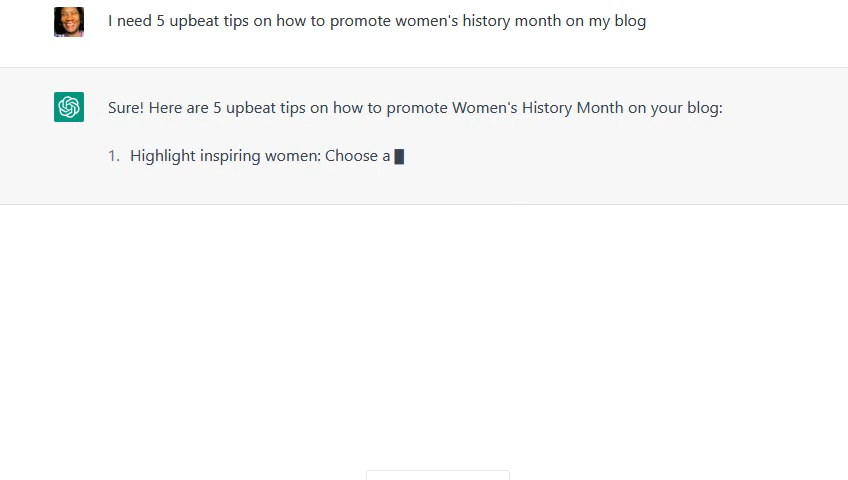 I need 5 upbeat tips on how to promote women's history month on my blog
Sure! Here are 5 upbeat tips on how to promote Women's History Month on your blog:
1. Highlight inspiring women: Choose a